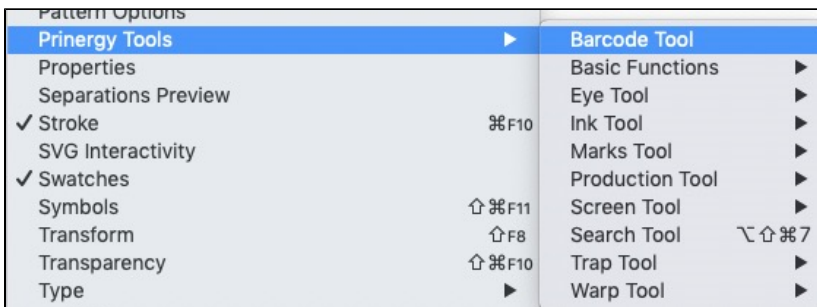 Pattern Options
Prinergy Tools ▶
Properties
Separations Preview
✓ Stroke ⌘F10
SVG Interactivity
✓ Swatches
Symbols ⇧⌘F11
Transform ⇧F8
Transparency ⇧⌘F10
Type ▶
Barcode Tool
Basic Functions ▶
Eye Tool ▶
Ink Tool ▶
Marks Tool ▶
Production Tool ▶
Screen Tool ▶
Search Tool ⌥⇧⌘7
Trap Tool ▶
Warp Tool ▶